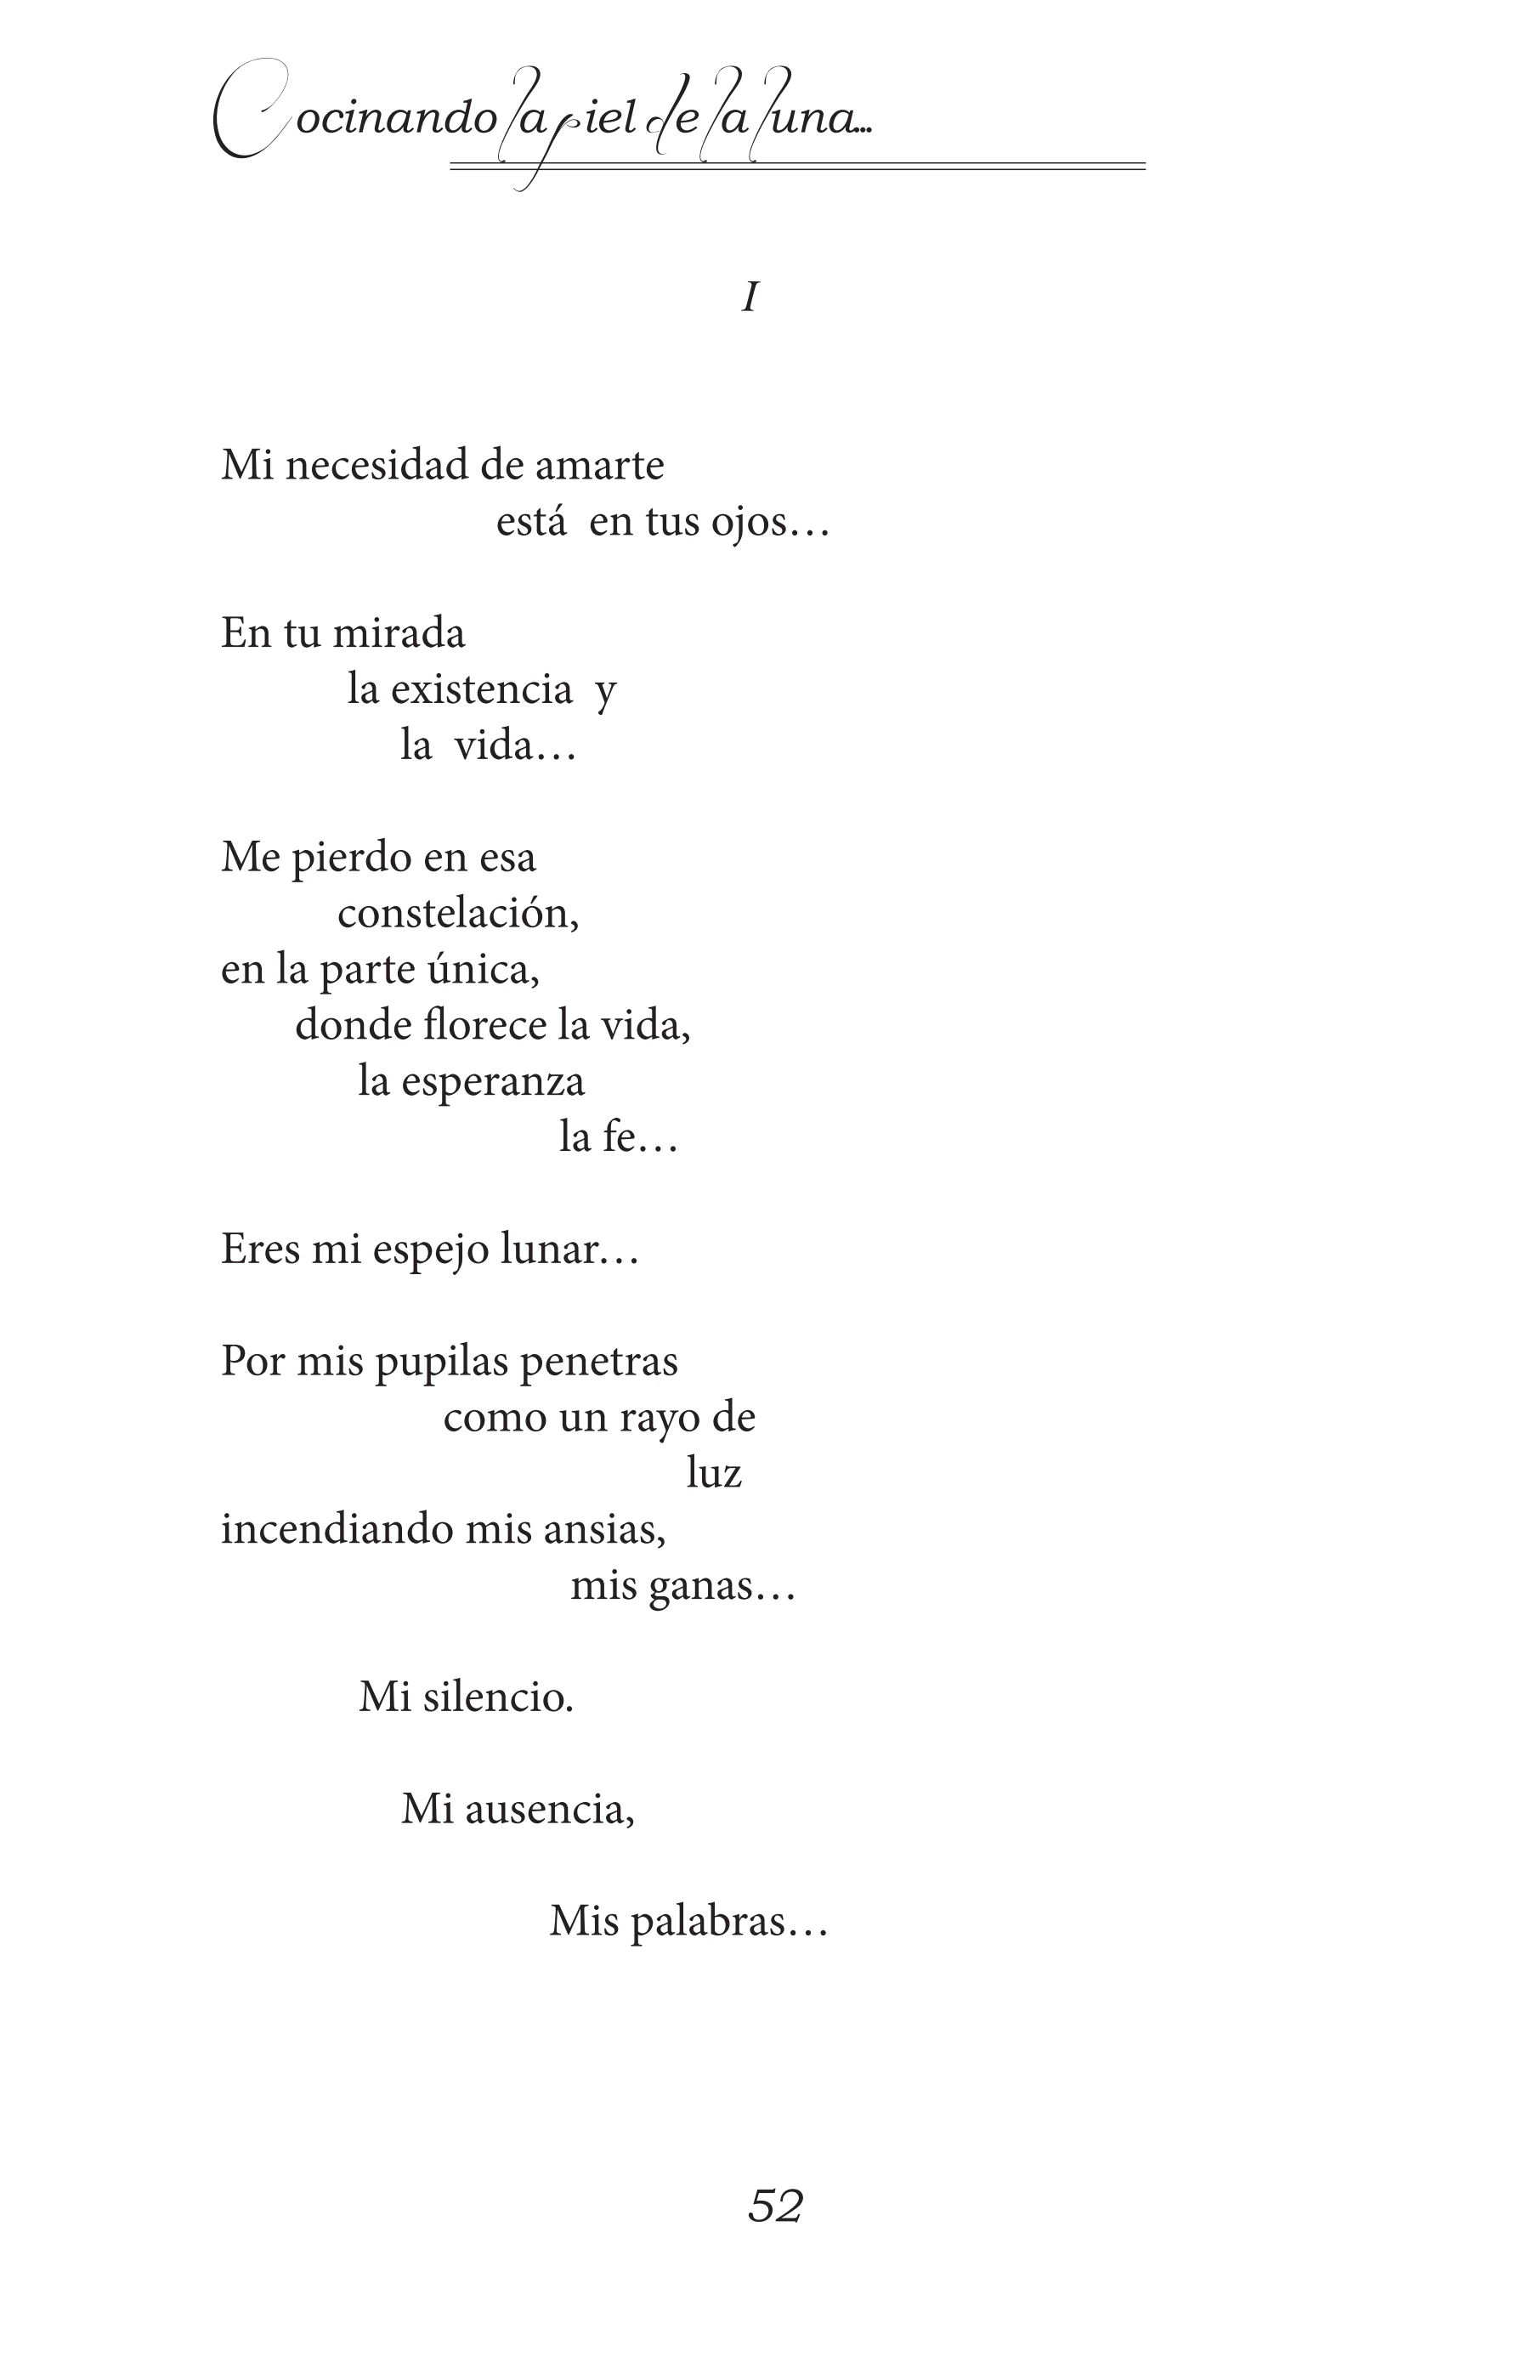 Cocinando la piel de la luna...
I
Mi necesidad de amarte
está  en tus ojos…
En tu mirada
la existencia  y
la  vida…
Me pierdo en esa
constelación,
en la parte única,
donde florece la vida,
la esperanza
la fe…
Eres mi espejo lunar…
Por mis pupilas penetras
como un rayo de
luz
incendiando mis ansias,
mis ganas…
Mi silencio.
Mi ausencia,
Mis palabras…
52